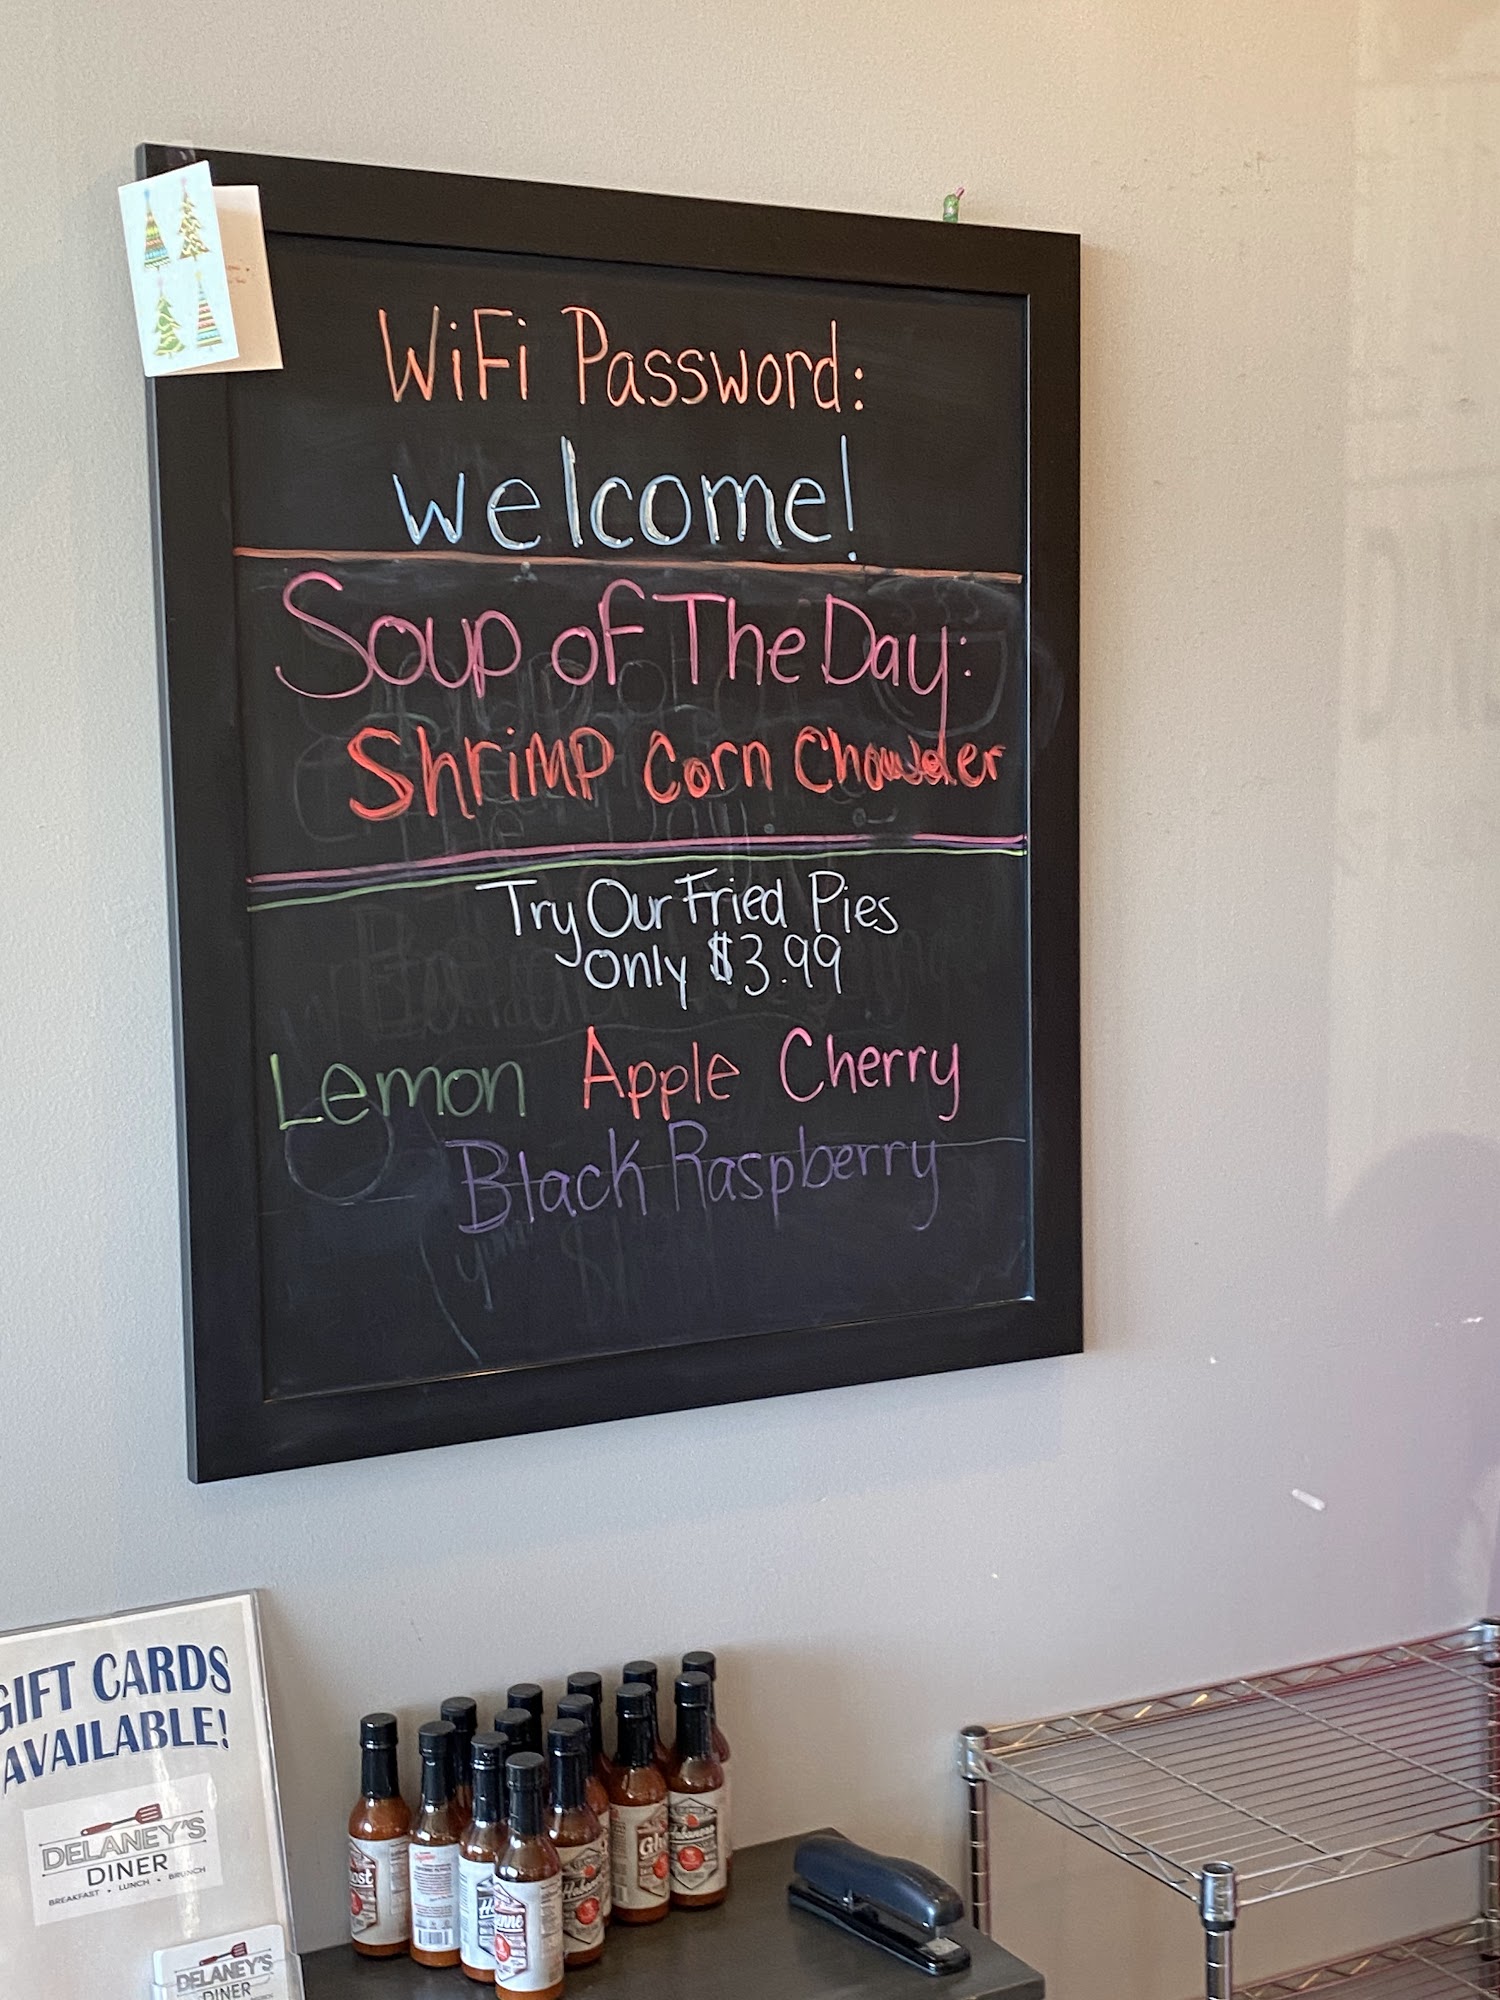 WiFi Password:
welcome!
Soup of The Day:
Shrimp Corn Chowder
Try Our Fried Pies
Only $3.99
Lemon Apple Cherry
Black Raspberry
GIFT CARDS
AVAILABLE!
DELANEY'S
DINER
BREAKFAST • LUNCH • BRUNCH
DELANEY'S
DINER